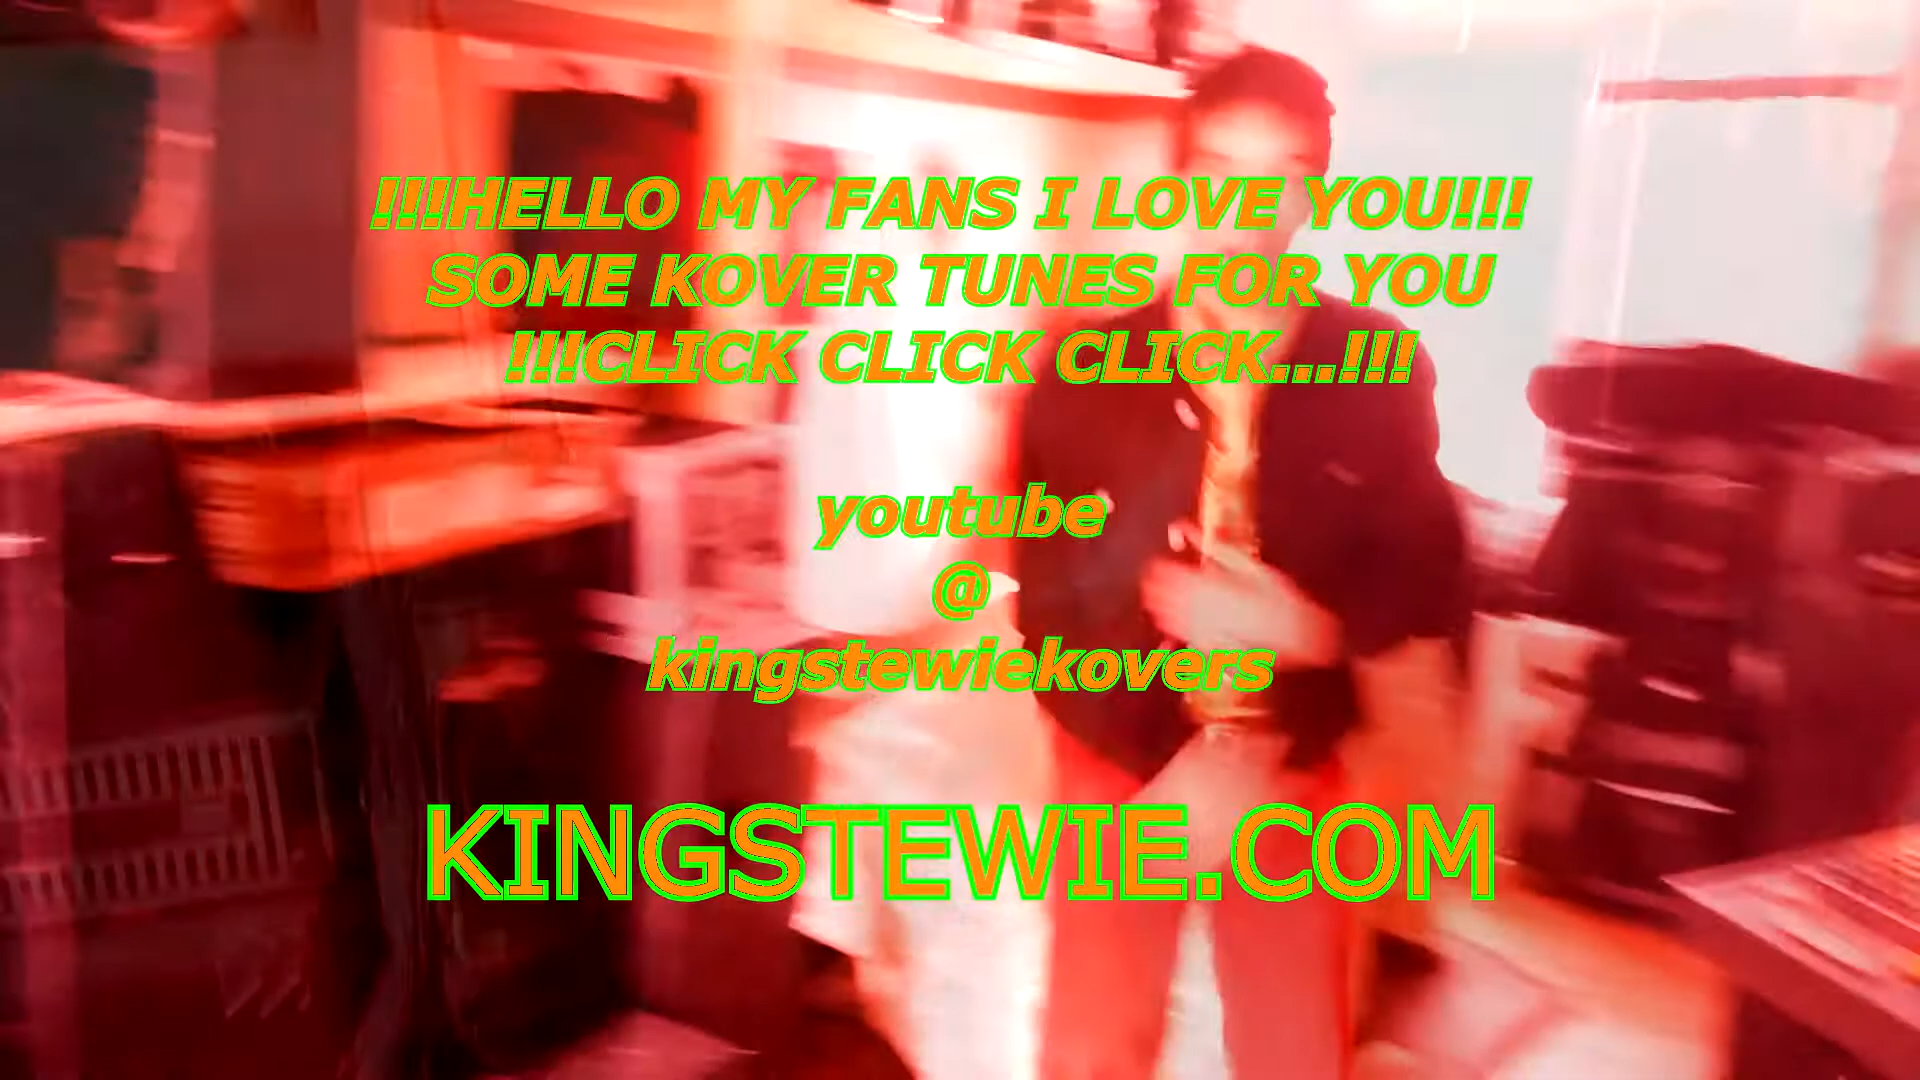 !!!HELLO MY FANS I LOVE YOU!!!
SOME KOVER TUNES FOR YOU
!!!CLICK CLICK CLICK...!!!
youtube
@
kingstewiekovers
KINGSTEWIE.COM